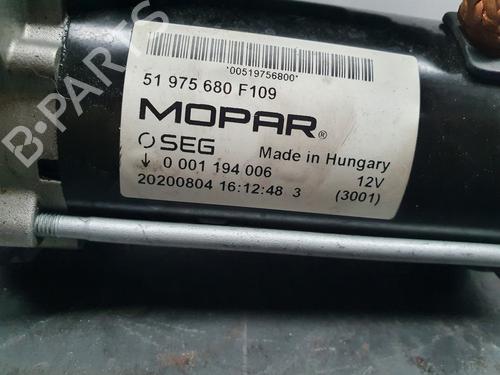 *00519756800*
51 975 680 F109
MOPAR®
SEG Made in Hungary
↓ 0 001 194 006 12V
20200804 16:12:48 3 (3001)
B-PARTS